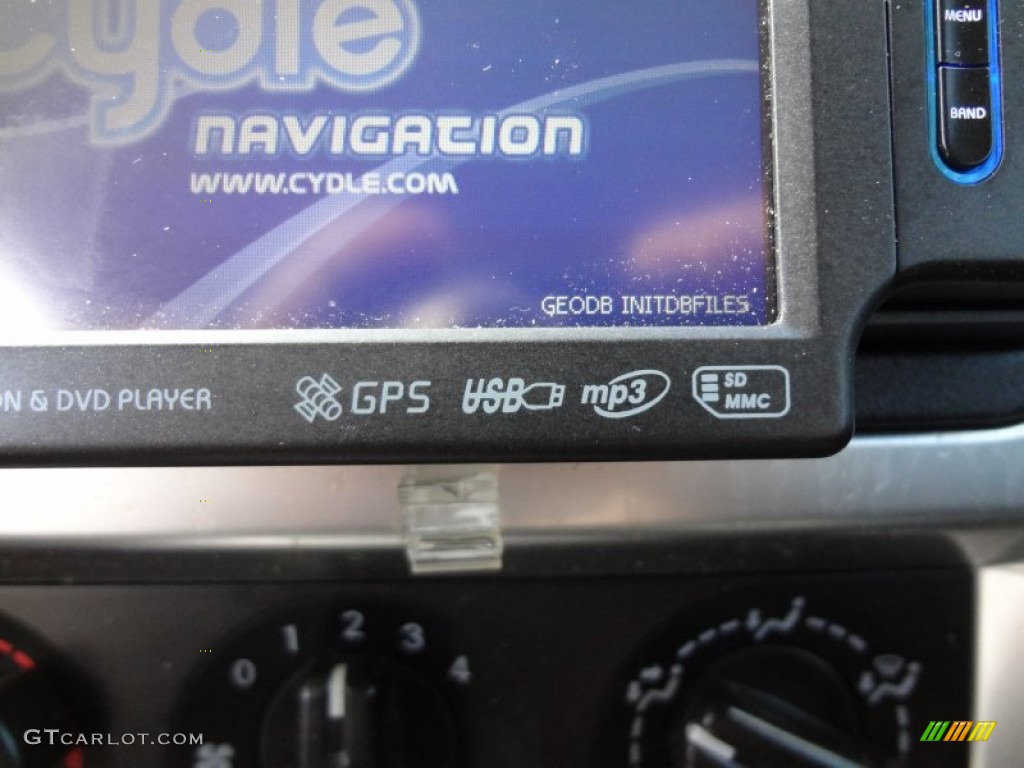 Cydle
NAVIGATION
WWW.CYDLE.COM
GEODB INITDBFILES
MENU
BAND
ON & DVD PLAYER
GPS
USB
mp3
SD
MMC
0 1 2 3 4
GTCARLOT.COM